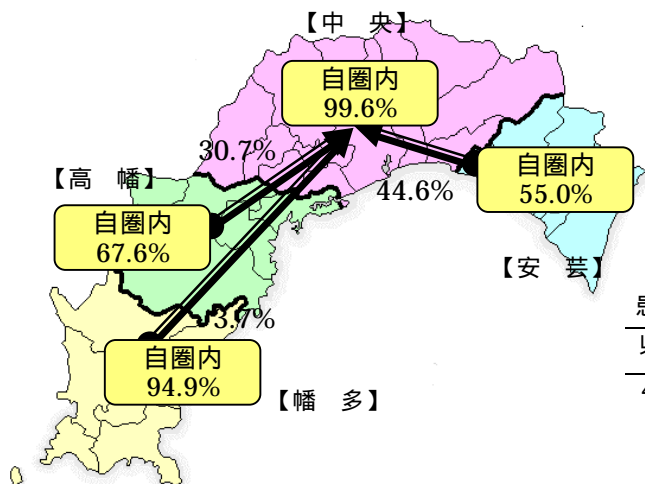 【中 央】
自圏内
99.6%
30.7%
【高 幡】
自圏内
67.6%
44.6%
自圏内
55.0%
【安 芸】
3.7%
自圏内
94.9%
【幡 多】